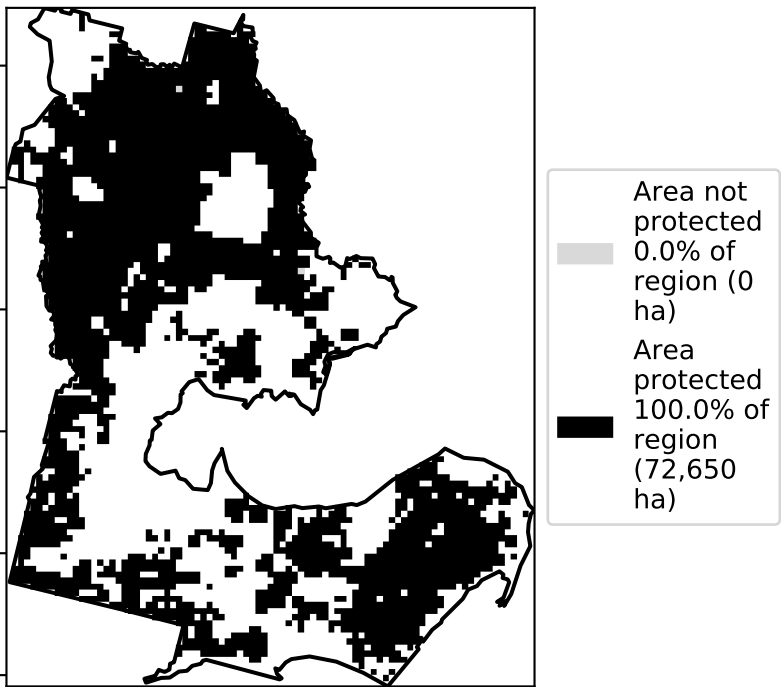 Area not
protected
0.0% of
region (0
ha)
Area
protected
100.0% of
region
(72,650
ha)